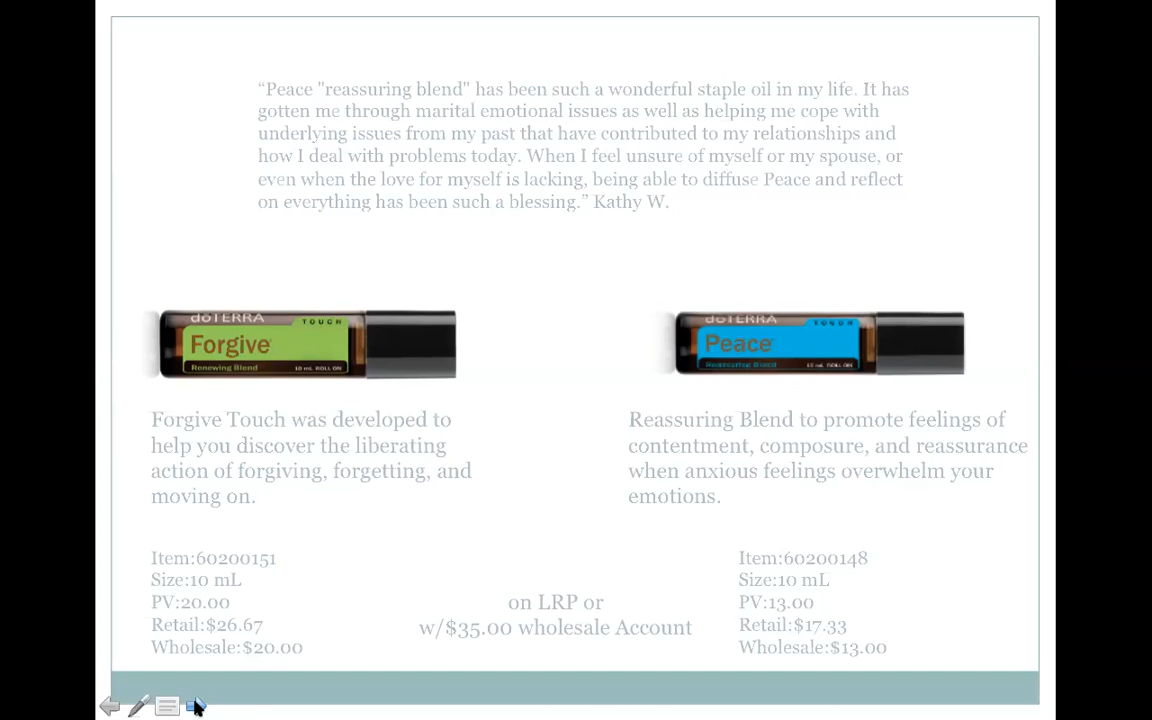 “Peace "reassuring blend" has been such a wonderful staple oil in my life. It has
gotten me through marital emotional issues as well as helping me cope with
underlying issues from my past that have contributed to my relationships and
how I deal with problems today. When I feel unsure of myself or my spouse, or
even when the love for myself is lacking, being able to diffuse Peace and reflect
on everything has been such a blessing.” Kathy W.
dōTERRA
TOUCH
Forgive
Renewing Blend 10 mL ROLL ON
dōTERRA
TOUCH
Peace
Reassuring Blend 10 mL ROLL ON
Forgive Touch was developed to
help you discover the liberating
action of forgiving, forgetting, and
moving on.
Reassuring Blend to promote feelings of
contentment, composure, and reassurance
when anxious feelings overwhelm your
emotions.
Item:60200151
Size:10 mL
PV:20.00
Retail:$26.67
Wholesale:$20.00
on LRP or
w/$35.00 wholesale Account
Item:60200148
Size:10 mL
PV:13.00
Retail:$17.33
Wholesale:$13.00